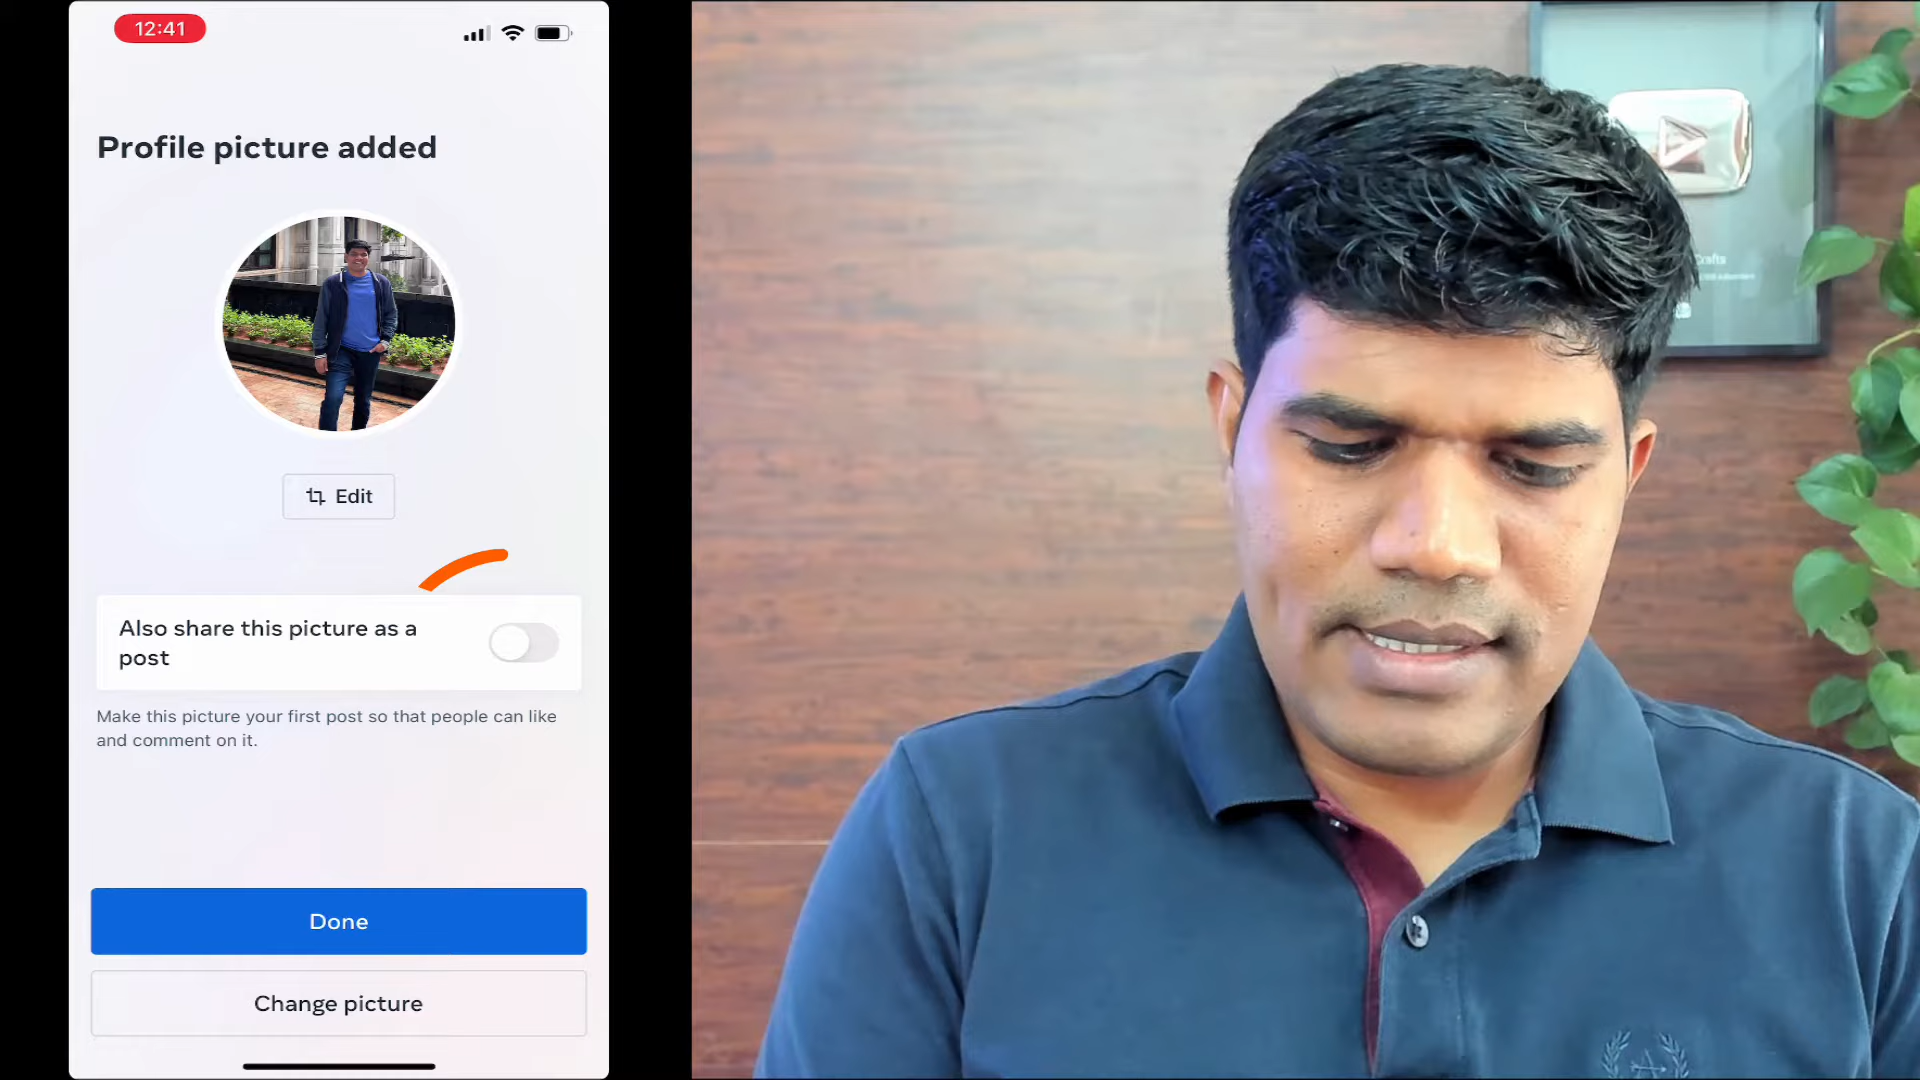 12:41
Profile picture added
Edit
Also share this picture as a
post
Make this picture your first post so that people can like
and comment on it.
Done
Change picture
Crafts